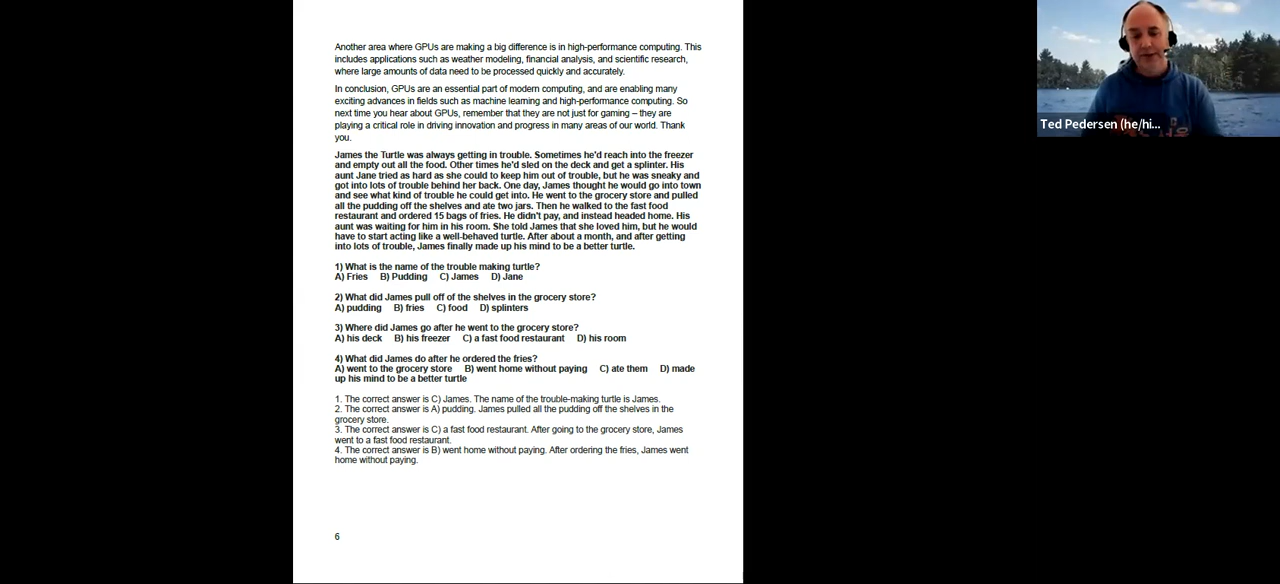 Another area where GPUs are making a big difference is in high-performance computing. This
includes applications such as weather modeling, financial analysis, and scientific research,
where large amounts of data need to be processed quickly and accurately.
In conclusion, GPUs are an essential part of modern computing, and are enabling many
exciting advances in fields such as machine learning and high-performance computing. So
next time you hear about GPUs, remember that they are not just for gaming – they are
playing a critical role in driving innovation and progress in many areas of our world. Thank
you.
James the Turtle was always getting in trouble. Sometimes he'd reach into the freezer
and empty out all the food. Other times he'd sled on the deck and get a splinter. His
aunt Jane tried as hard as she could to keep him out of trouble, but he was sneaky and
got into lots of trouble behind her back. One day, James thought he would go into town
and see what kind of trouble he could get into. He went to the grocery store and pulled
all the pudding off the shelves and ate two jars. Then he walked to the fast food
restaurant and ordered 15 bags of fries. He didn't pay, and instead headed home. His
aunt was waiting for him in his room. She told James that she loved him, but he would
have to start acting like a well-behaved turtle. After about a month, and after getting
into lots of trouble, James finally made up his mind to be a better turtle.
1) What is the name of the trouble making turtle?
A) Fries B) Pudding C) James D) Jane
2) What did James pull off of the shelves in the grocery store?
A) pudding B) fries C) food D) splinters
3) Where did James go after he went to the grocery store?
A) his deck B) his freezer C) a fast food restaurant D) his room
4) What did James do after he ordered the fries?
A) went to the grocery store B) went home without paying C) ate them D) made
up his mind to be a better turtle
1. The correct answer is C) James. The name of the trouble-making turtle is James.
2. The correct answer is A) pudding. James pulled all the pudding off the shelves in the
grocery store.
3. The correct answer is C) a fast food restaurant. After going to the grocery store, James
went to a fast food restaurant.
4. The correct answer is B) went home without paying. After ordering the fries, James went
home without paying.
6
Ted Pedersen (he/hi...